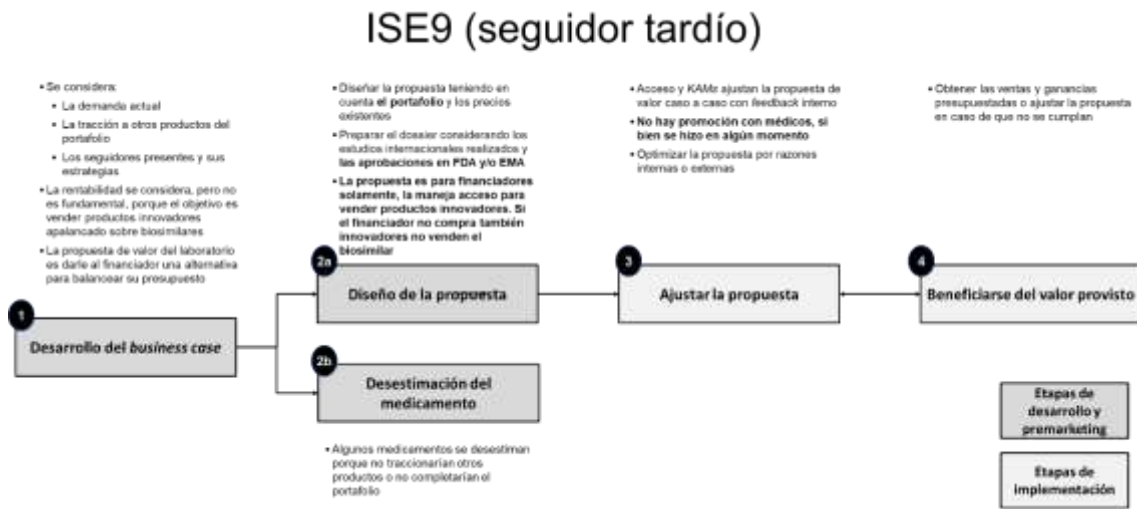 ISE9 (seguidor tardío)
• Se considera:
• La demanda actual
• La tracción a otros productos del
portafolio
• Los seguidores presentes y sus
estrategias
• La rentabilidad se considera, pero no
es fundamental, porque el objetivo es
vender productos innovadores
apalancado sobre biosimilares
• La propuesta de valor del laboratorio
es darle al financiador una alternativa
para balancear su presupuesto
1
Desarrollo del business case
• Diseñar la propuesta teniendo en
cuenta el portafolio y los precios
existentes
• Preparar el dossier considerando los
estudios internacionales realizados y
las aprobaciones en FDA y/o EMA
• La propuesta es para financiadores
solamente, la maneja acceso para
vender productos innovadores. Si
el financiador no compra también
innovadores no venden el
biosimilar
2a
Diseño de la propuesta
2b
Desestimación del
medicamento
• Algunos medicamentos se desestiman
porque no traccionarían otros
productos o no completarían el
portafolio
• Acceso y KAMs ajustan la propuesta de
valor caso a caso con feedback interno
• No hay promoción con médicos, si
bien se hizo en algún momento
• Optimizar la propuesta por razones
internas o externas
3
Ajustar la propuesta
• Obtener las ventas y ganancias
presupuestadas o ajustar la propuesta
en caso de que no se cumplan
4
Beneficiarse del valor provisto
Etapas de
desarrollo y
premarketing
Etapas de
implementación